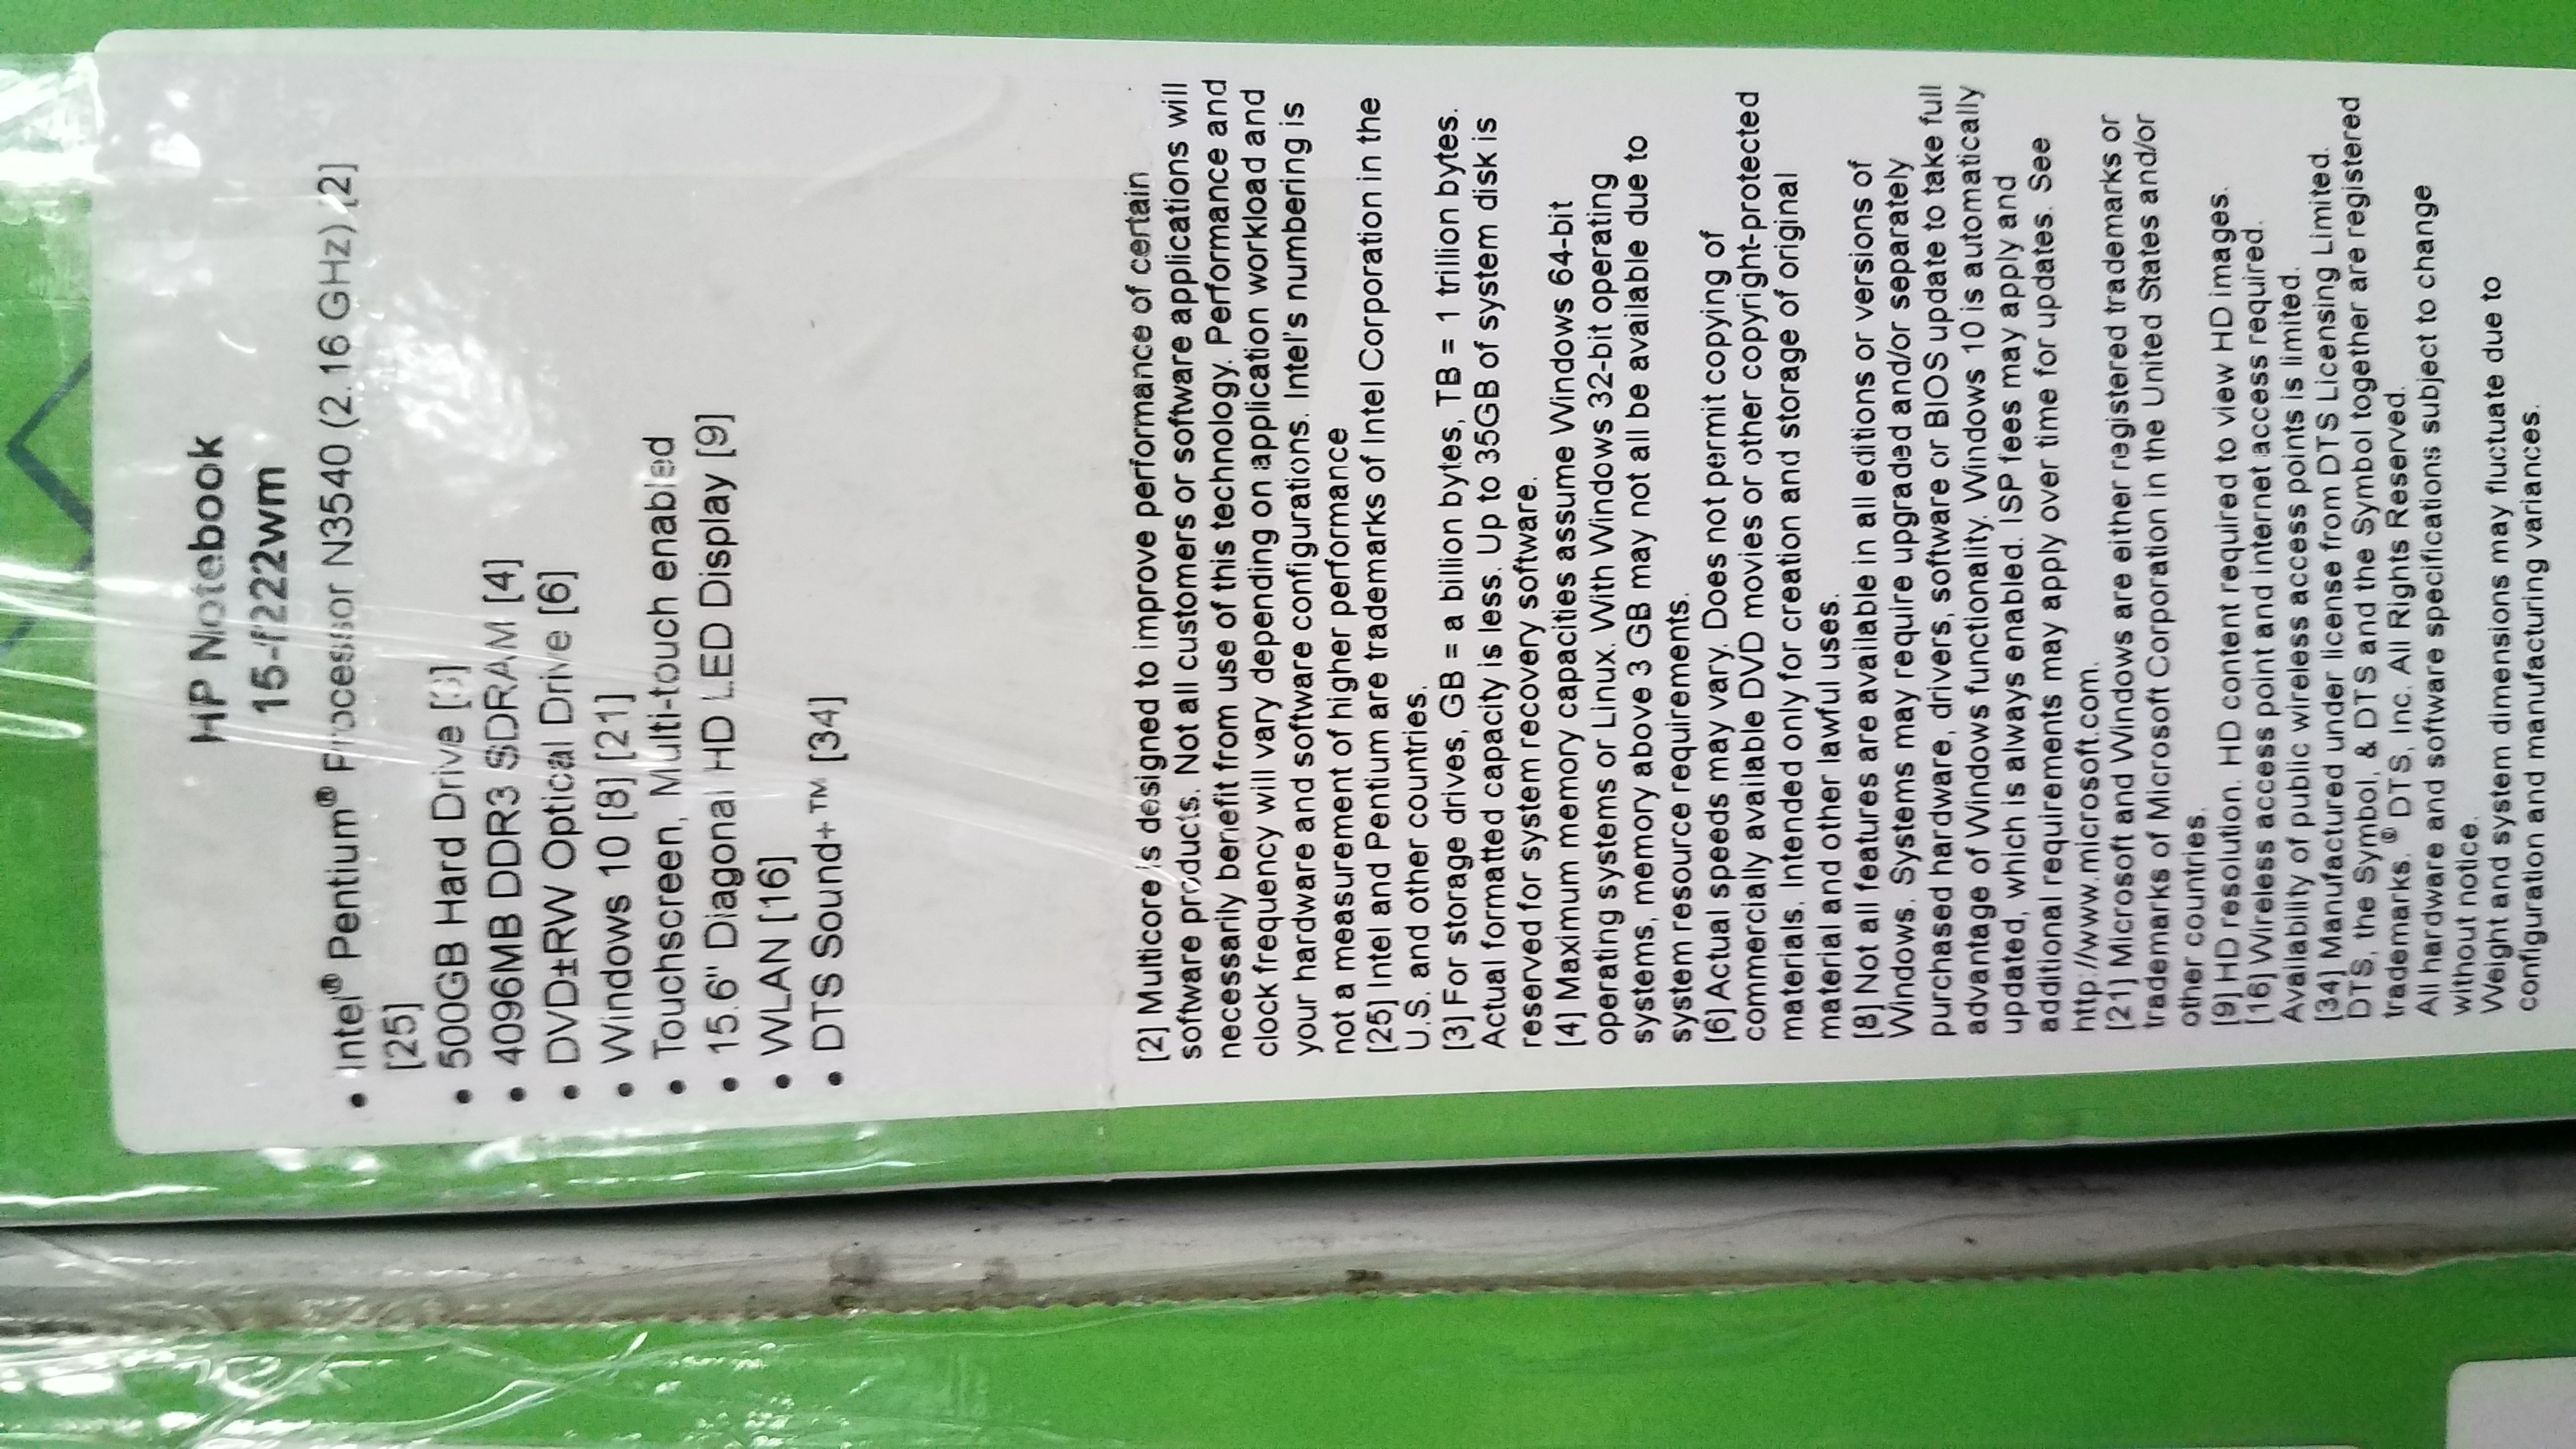 HP Notebook
15-f222wm
• Intel® Pentium® Processor N3540 (2.16 GHz) [2]
[25]
• 500GB Hard Drive [3]
• 4096MB DDR3 SDRAM [4]
• DVD±RW Optical Drive [6]
• Windows 10 [8] [21]
• Touchscreen, Multi-touch enabled
• 15.6" Diagonal HD LED Display [9]
• WLAN [16]
• DTS Sound+™ [34]
[2] Multicore is designed to improve performance of certain
software products. Not all customers or software applications will
necessarily benefit from use of this technology. Performance and
clock frequency will vary depending on application workload and
your hardware and software configurations. Intel's numbering is
not a measurement of higher performance
[25] Intel and Pentium are trademarks of Intel Corporation in the
U.S. and other countries.
[3] For storage drives, GB = a billion bytes, TB = 1 trillion bytes.
Actual formatted capacity is less. Up to 35GB of system disk is
reserved for system recovery software.
[4] Maximum memory capacities assume Windows 64-bit
operating systems or Linux. With Windows 32-bit operating
systems, memory above 3 GB may not all be available due to
system resource requirements.
[6] Actual speeds may vary. Does not permit copying of
commercially available DVD movies or other copyright-protected
materials. Intended only for creation and storage of original
material and other lawful uses.
[8] Not all features are available in all editions or versions of
Windows. Systems may require upgraded and/or separately
purchased hardware, drivers, software or BIOS update to take full
advantage of Windows functionality. Windows 10 is automatically
updated, which is always enabled. ISP fees may apply and
additional requirements may apply over time for updates. See
http://www.microsoft.com.
[21] Microsoft and Windows are either registered trademarks or
trademarks of Microsoft Corporation in the United States and/or
other countries.
[9] HD resolution. HD content required to view HD images.
[16] Wireless access point and internet access required.
Availability of public wireless access points is limited.
[34] Manufactured under license from DTS Licensing Limited.
DTS, the Symbol, & DTS and the Symbol together are registered
trademarks. ® DTS, Inc. All Rights Reserved.
All hardware and software specifications subject to change
without notice.
Weight and system dimensions may fluctuate due to
configuration and manufacturing variances.